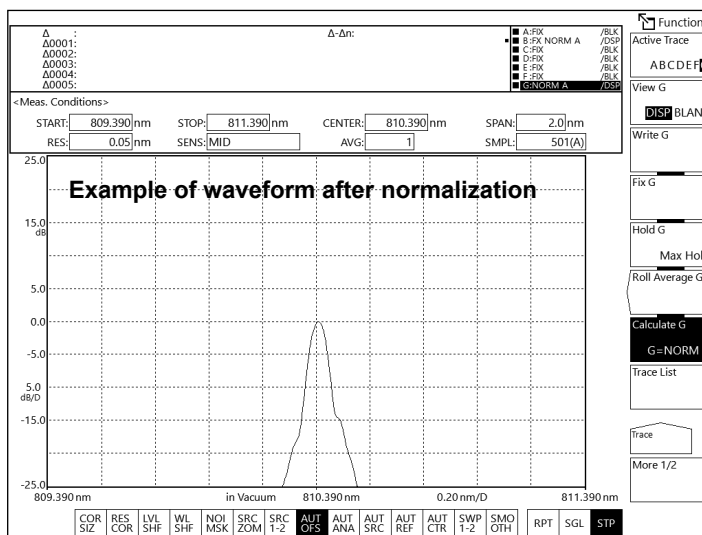 Δ :
Δ0001:
Δ0002:
Δ0003:
Δ0004:
Δ0005:
Δ-Δn:
A:FIX /BLK
B:FX NORM A /DSP
C:FIX /BLK
D:FIX /BLK
E:FIX /BLK
F:FIX /BLK
G:NORM A /DSP
<Meas. Conditions>
START: 809.390 nm STOP: 811.390 nm CENTER: 810.390 nm SPAN: 2.0 nm
RES: 0.05 nm SENS: MID AVG: 1 SMPL: 501(A)
Example of waveform after normalization
25.0
15.0
dB
5.0
0.0
-5.0
5.0
dB/D
-15.0
-25.0
809.390 nm in Vacuum 810.390 nm 0.20 nm/D 811.390 nm
COR SIZ
RES COR
LVL SHF
WL SHF
NOI MSK
SRC ZOM
SRC 1-2
AUT OFS
AUT ANA
AUT SRC
AUT REF
AUT CTR
SWP 1-2
SMO OTH
RPT
SGL
STP
Function
Active Trace
ABCDEF
View G
DISP BLAN
Write G
Fix G
Hold G
Max Hol
Roll Average G
Calculate G
G=NORM
Trace List
Trace
More 1/2